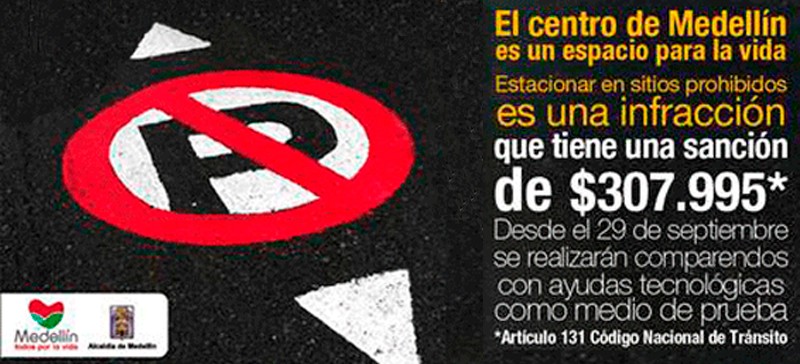 El centro de Medellín
es un espacio para la vida
Estacionar en sitios prohibidos
es una infracción
que tiene una sanción
de $307.995*
Desde el 29 de septiembre
se realizarán comparendos
con ayudas tecnológicas
como medio de prueba
*Artículo 131 Código Nacional de Tránsito
P
Medellín
todos por la vida
Alcaldía de Medellín